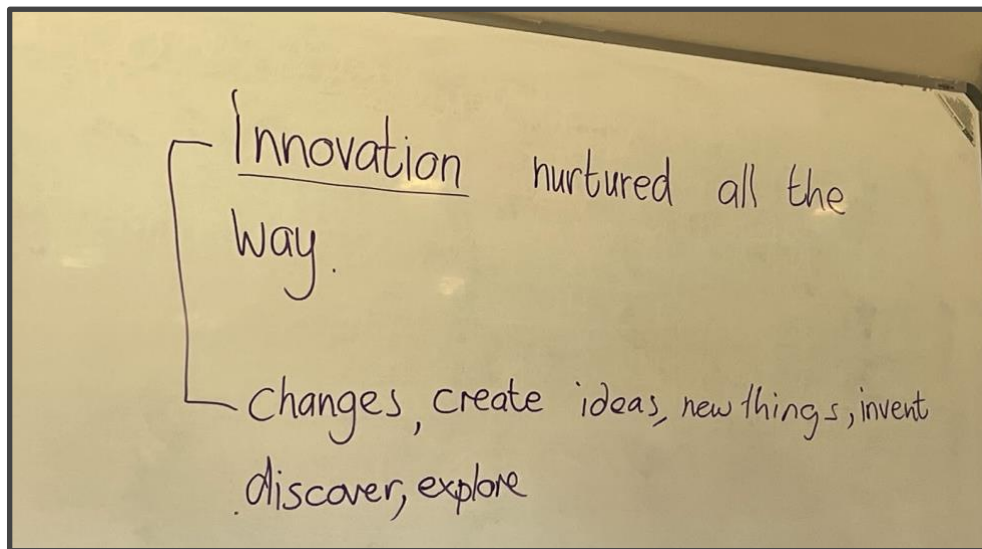 Innovation nurtured all the
way.
changes, create ideas, new things, invent
discover, explore